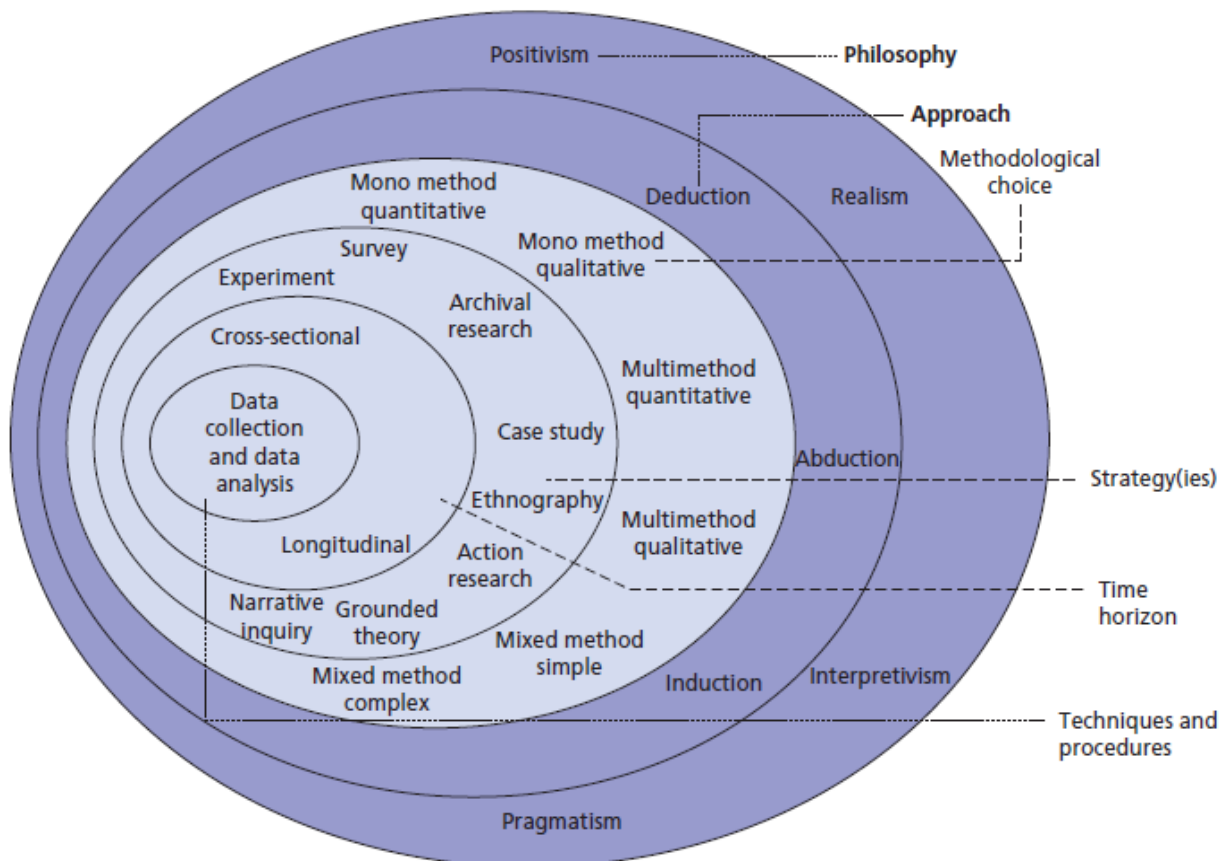 Positivism
Philosophy
Approach
Methodological
choice
Mono method
quantitative
Deduction
Realism
Survey
Mono method
qualitative
Experiment
Archival
research
Cross-sectional
Multimethod
quantitative
Data
collection
and data
analysis
Case study
Abduction
Strategy(ies)
Ethnography
Multimethod
qualitative
Longitudinal
Action
research
Time
horizon
Narrative
inquiry
Grounded
theory
Mixed method
simple
Mixed method
complex
Induction
Interpretivism
Techniques and
procedures
Pragmatism